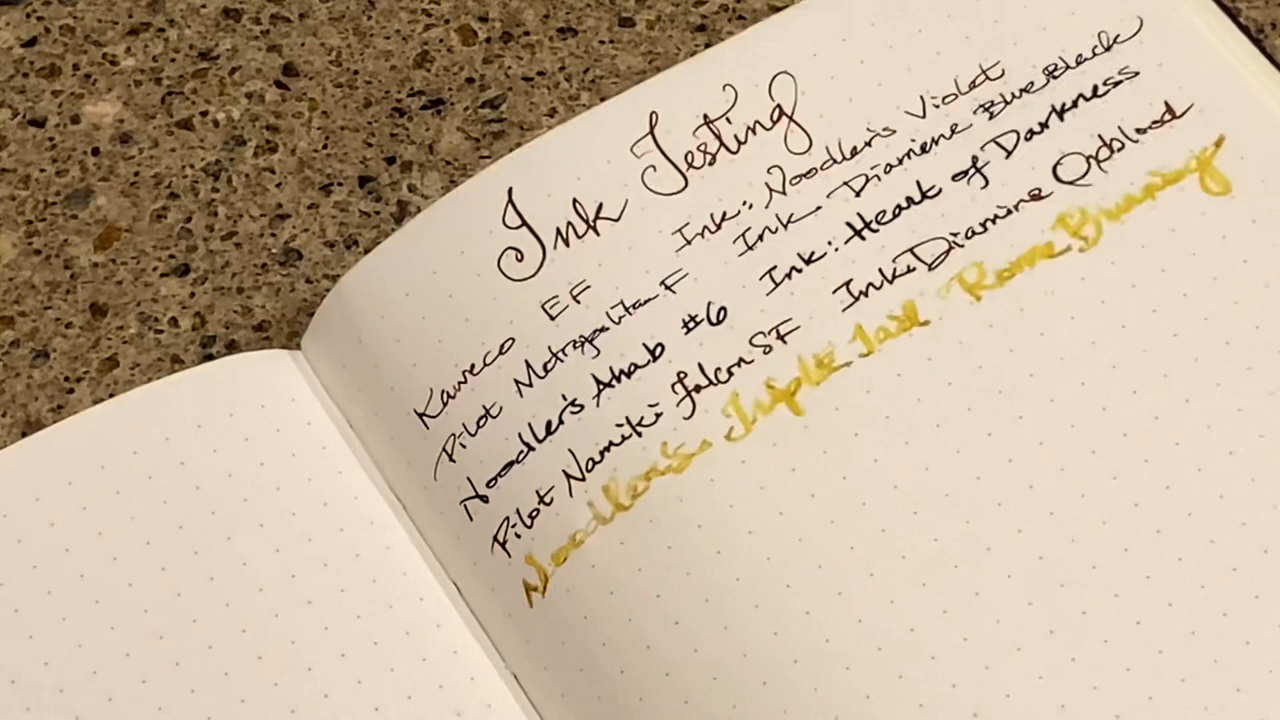 Ink Testing
Kaweco EF Ink: Noodler's Violet
Pilot Metropolitan F Ink. Diamene Blue Black
Noodler's Ahab #6 Ink: Heart of Darkness
Pilot Namiki Falcon SF Ink. Diamine Oxblood
Noodler's Triple Tail Rome Burning